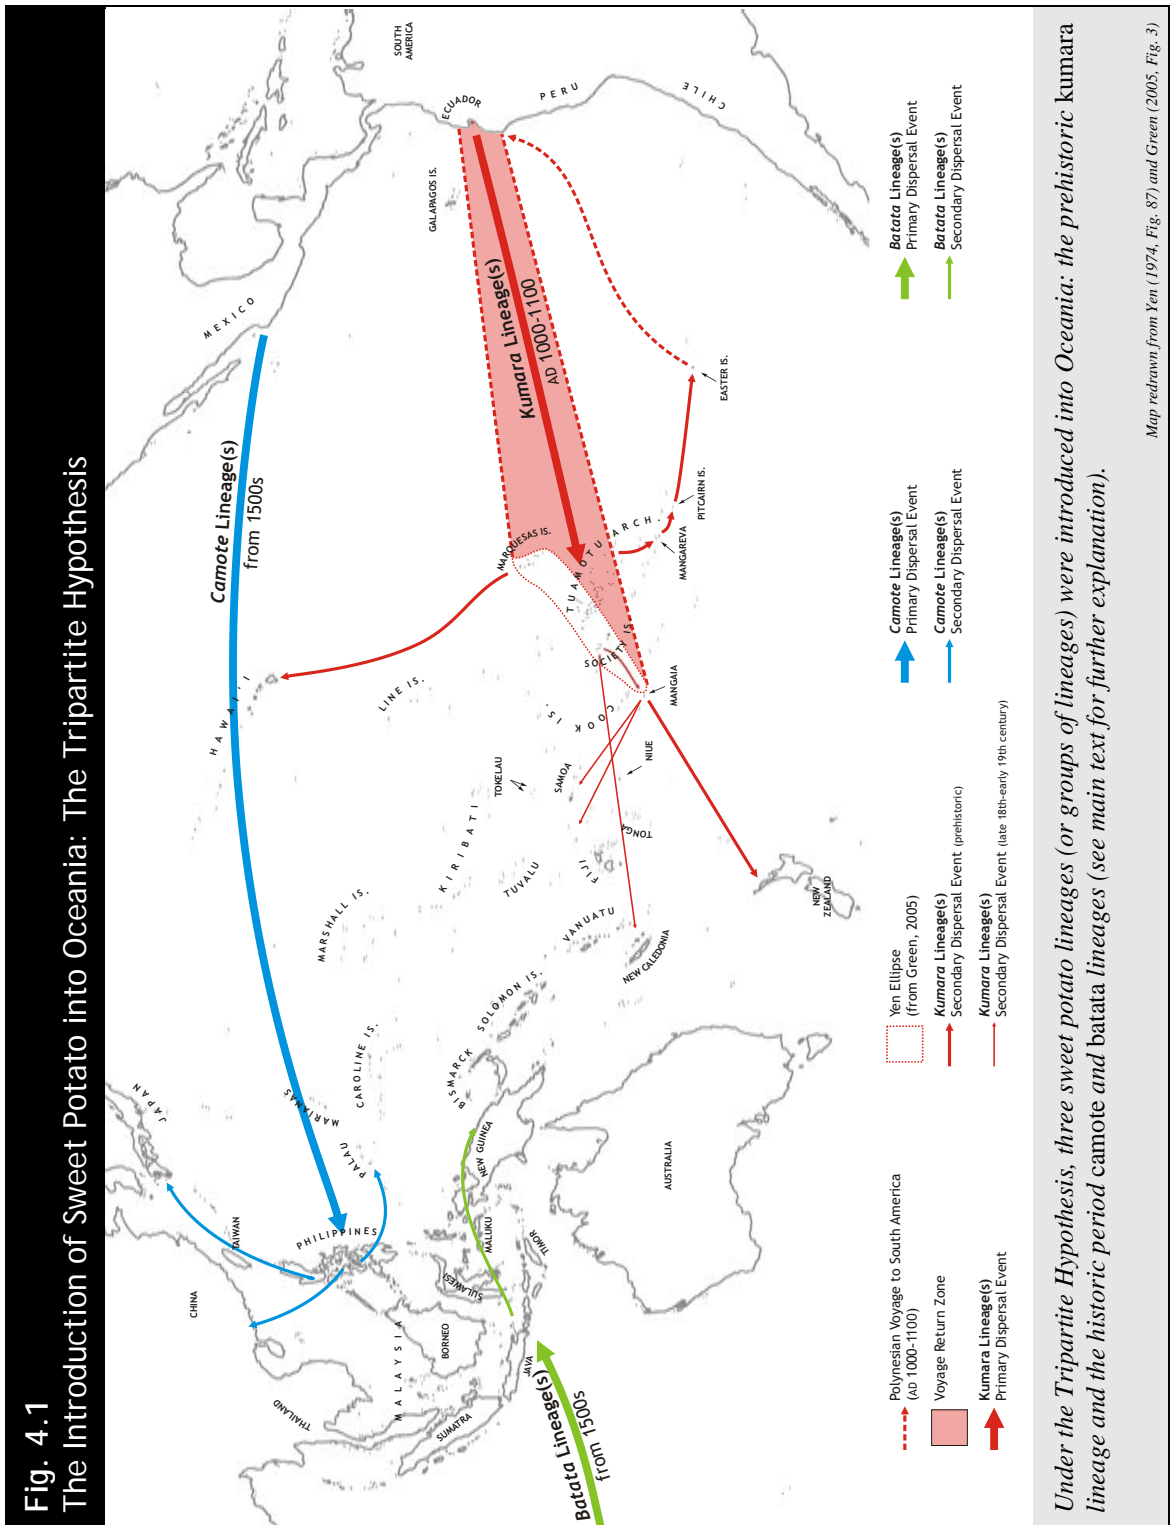 Fig. 4.1
The Introduction of Sweet Potato into Oceania: The Tripartite Hypothesis
JAPAN
CHINA
TAIWAN
THAILAND
PHILIPPINES
MALAYSIA
BORNEO
SUMATRA
JAVA
SULAWESI
MALUKU
TIMOR
PALAU
MARIANAS
CAROLINE IS.
NEW GUINEA
BISMARCK
SOLOMON IS.
AUSTRALIA
MARSHALL IS.
KIRIBATI
TUVALU
VANUATU
NEW CALEDONIA
FIJI
TONGA
TOKELAU
SAMOA
NIUE
NEW
ZEALAND
HAWAI'I
LINE IS.
COOK IS.
MANGAIA
SOCIETY IS.
TUAMOTU ARCH.
MARQUESAS IS.
MANGAREVA
PITCAIRN IS.
EASTER IS.
MEXICO
GALAPAGOS IS.
ECUADOR
PERU
CHILE
SOUTH
AMERICA
Camote Lineage(s)
from 1500s
Kumara Lineage(s)
AD 1000-1100
Batata Lineage(s)
from 1500s
Polynesian Voyage to South America
(AD 1000-1100)
Voyage Return Zone
Kumara Lineage(s)
Primary Dispersal Event
Yen Ellipse
(from Green, 2005)
Kumara Lineage(s)
Secondary Dispersal Event (prehistoric)
Kumara Lineage(s)
Secondary Dispersal Event (late 18th-early 19th century)
Camote Lineage(s)
Primary Dispersal Event
Camote Lineage(s)
Secondary Dispersal Event
Batata Lineage(s)
Primary Dispersal Event
Batata Lineage(s)
Secondary Dispersal Event
Under the Tripartite Hypothesis, three sweet potato lineages (or groups of lineages) were introduced into Oceania: the prehistoric kumara
lineage and the historic period camote and batata lineages (see main text for further explanation).
Map redrawn from Yen (1974, Fig. 87) and Green (2005, Fig. 3)